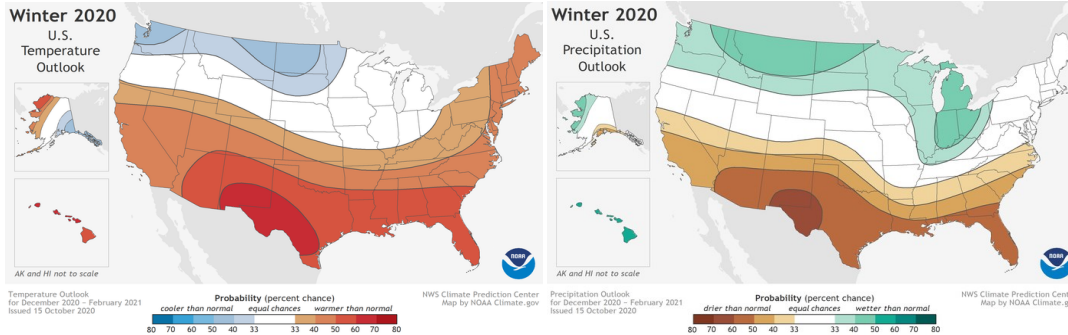 Winter 2020
U.S.
Temperature
Outlook
AK and HI not to scale
NOAA
Temperature Outlook
for December 2020 – February 2021
Issued 15 October 2020
Probability (percent chance)
cooler than normal equal chances warmer than normal
80 70 60 50 40 33 33 40 50 60 70 80
NWS Climate Prediction Center
Map by NOAA Climate.gov
Winter 2020
U.S.
Precipitation
Outlook
AK and HI not to scale
NOAA
Precipitation Outlook
for December 2020 – February 2021
Issued 15 October 2020
Probability (percent chance)
drier than normal equal chances wetter than normal
80 70 60 50 40 33 33 40 50 60 70 80
NWS Climate Prediction Center
Map by NOAA Climate.gov